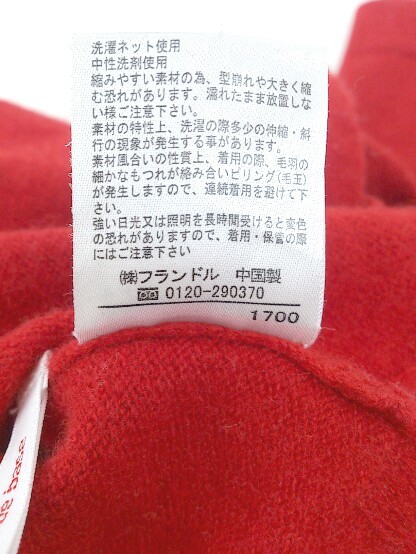 洗濯ネット使用
中性洗剤使用
縮みやすい素材の為、型崩れや大きく縮
む恐れがあります。濡れたまま放置しな
い様ご注意下さい。
素材の特性上、洗濯の際多少の伸縮・斜
行の現象が発生する事があります。
素材風合いの性質上、着用の際、毛羽の
細かなもつれが絡み合いピリング(毛玉)
が発生しますので、連続着用を避けて下
さい。
強い日光又は照明を長時間受けると変色
の恐れがありますので、着用・保管の際
にはご注意下さい
㈱フランドル 中国製
0120-290370
1700
base